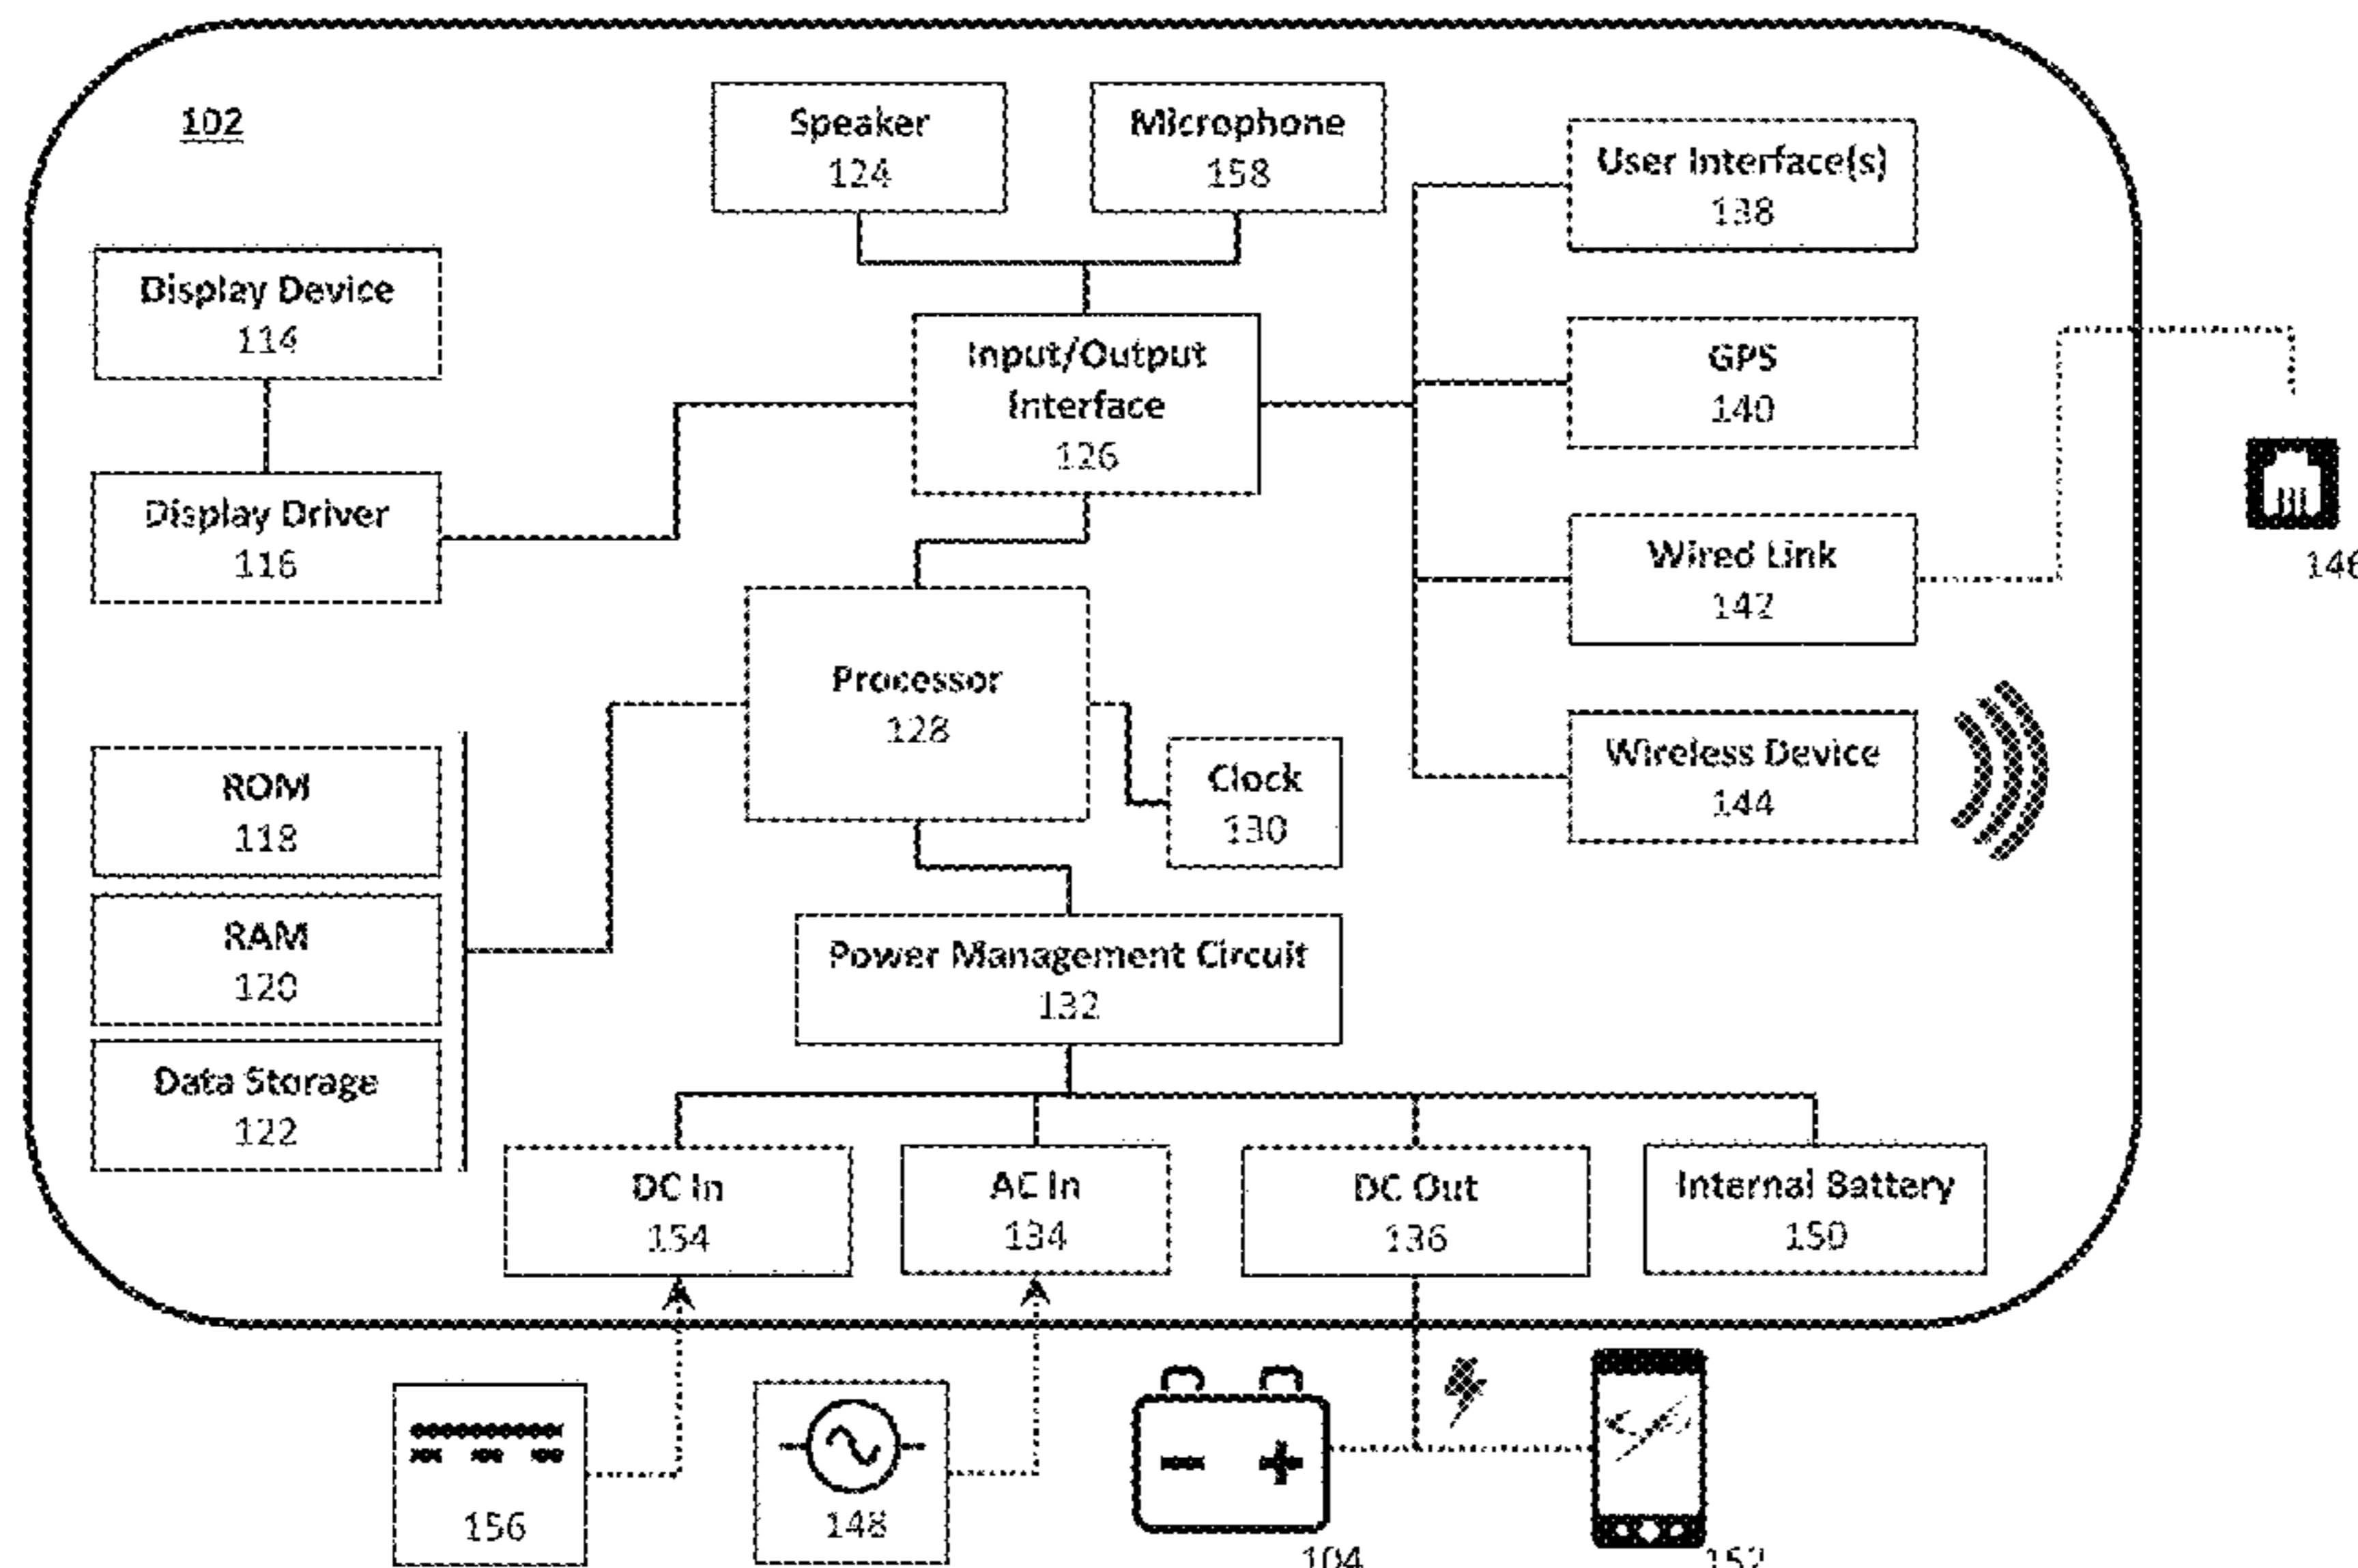 102
Speaker
124
Microphone
158
User Interface(s)
138
Display Device
114
Input/Output
Interface
126
GPS
140
Display Driver
116
Wired Link
142
146
Processor
128
Clock
130
Wireless Device
144
ROM
118
RAM
120
Data Storage
122
Power Management Circuit
132
DC In
154
AC In
134
DC Out
136
Internal Battery
150
156
148
104
152